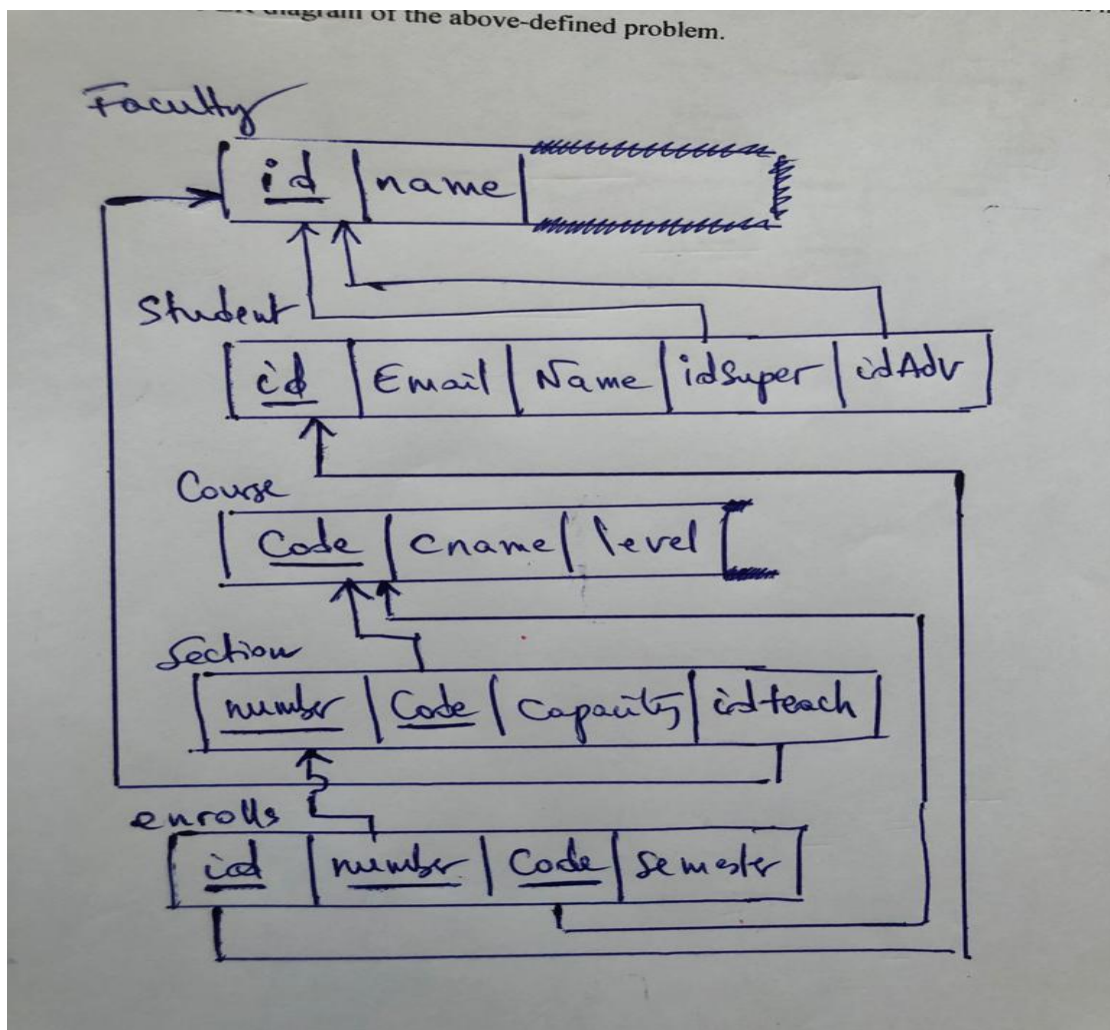 diagram of the above-defined problem.
Faculty
id name
Student
id Email Name idSuper idAdv
Course
Code Cname level
Section
number Code Capacity idteach
enrolls
id number Code Semester